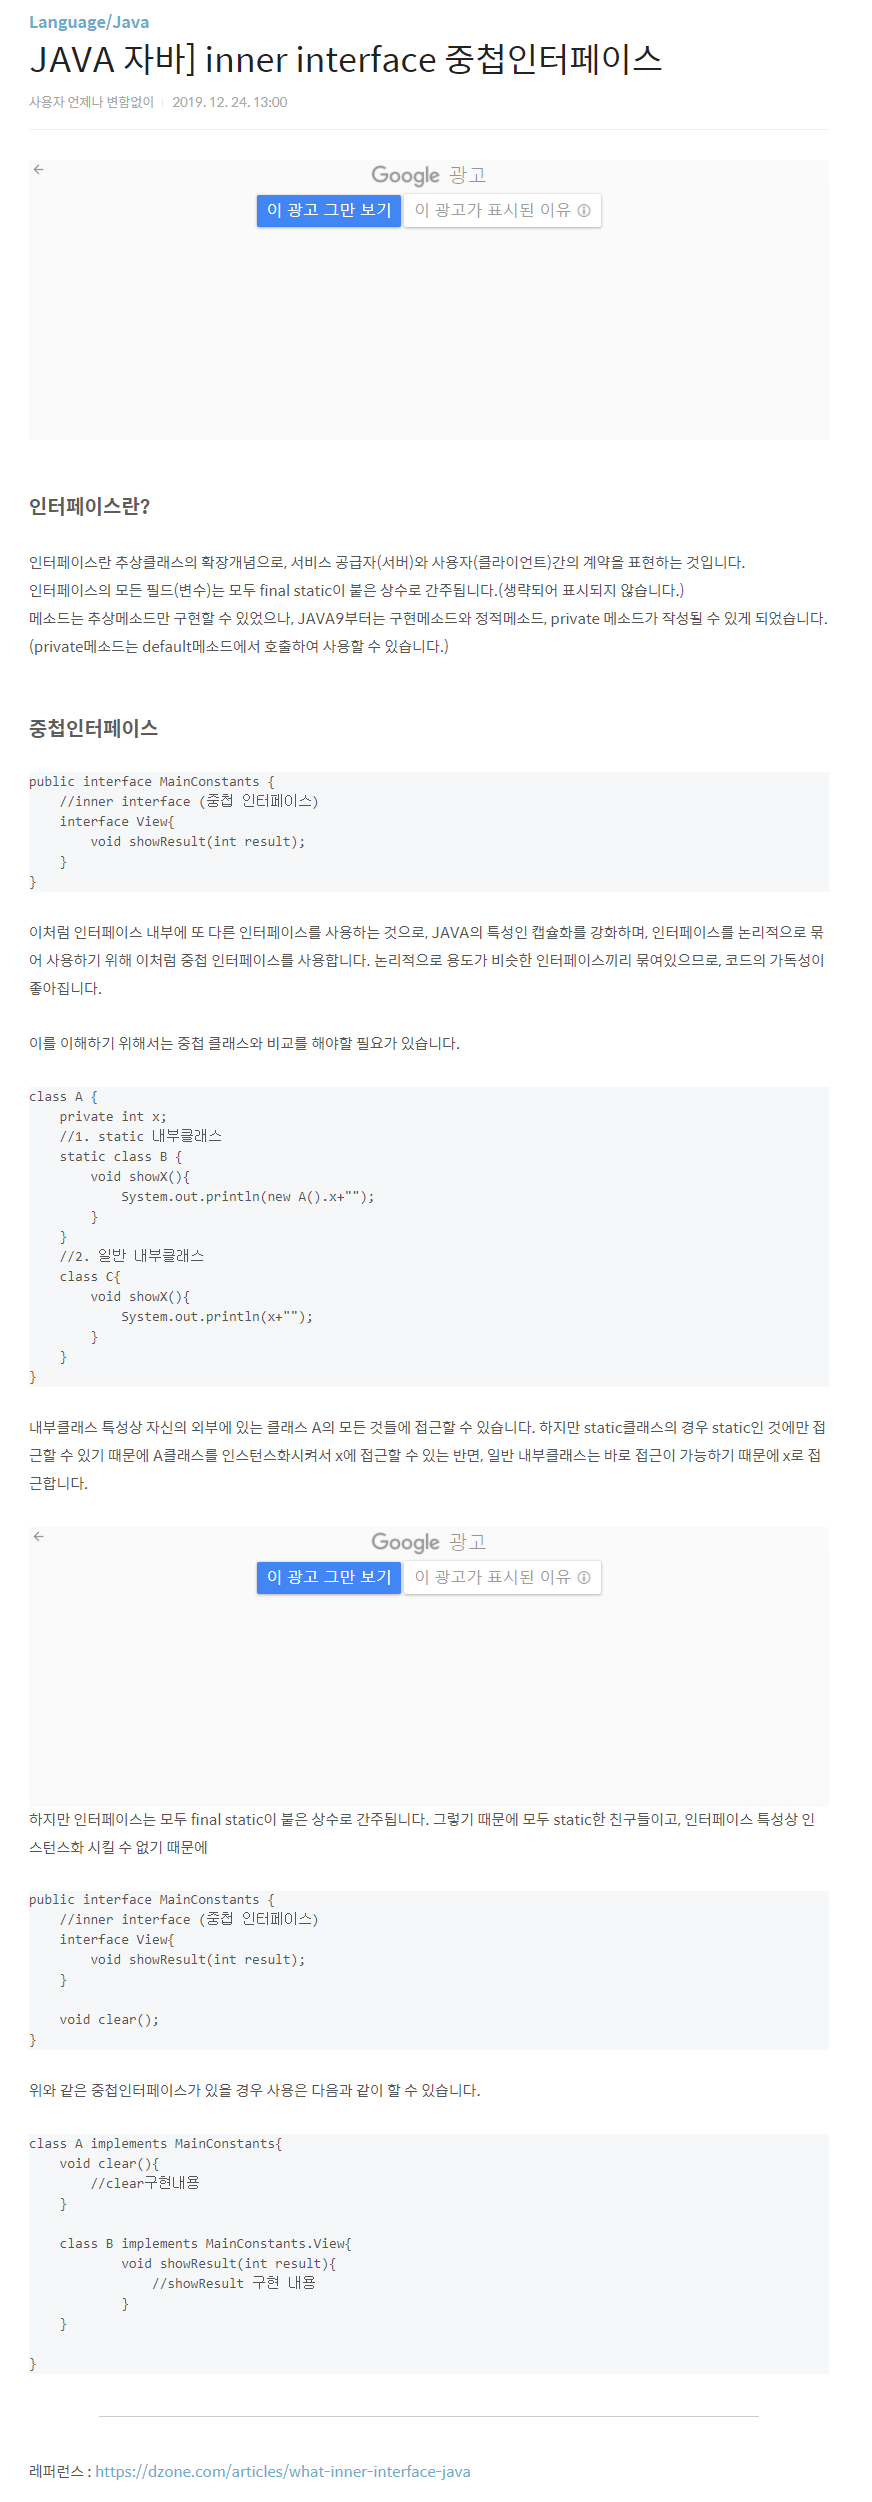 Language/Java
JAVA 자바] inner interface 중첩인터페이스
사용자 언제나 변함없이 2019. 12. 24. 13:00
Google 광고
이 광고 그만 보기 이 광고가 표시된 이유
인터페이스란?
인터페이스란 추상클래스의 확장개념으로, 서비스 공급자(서버)와 사용자(클라이언트)간의 계약을 표현하는 것입니다.
인터페이스의 모든 필드(변수)는 모두 final static이 붙은 상수로 간주됩니다.(생략되어 표시되지 않습니다.)
메소드는 추상메소드만 구현할 수 있었으나, JAVA9부터는 구현메소드와 정적메소드, private 메소드가 작성될 수 있게 되었습니다.
(private메소드는 default메소드에서 호출하여 사용할 수 있습니다.)
중첩인터페이스
public interface MainConstants {
    //inner interface (중첩 인터페이스)
    interface View{
        void showResult(int result);
    }
}
이처럼 인터페이스 내부에 또 다른 인터페이스를 사용하는 것으로, JAVA의 특성인 캡슐화를 강화하며, 인터페이스를 논리적으로 묶
어 사용하기 위해 이처럼 중첩 인터페이스를 사용합니다. 논리적으로 용도가 비슷한 인터페이스끼리 묶여있으므로, 코드의 가독성이
좋아집니다.
이를 이해하기 위해서는 중첩 클래스와 비교를 해야할 필요가 있습니다.
class A {
    private int x;
    //1. static 내부클래스
    static class B {
        void showX(){
            System.out.println(new A().x+"");
        }
    }
    //2. 일반 내부클래스
    class C{
        void showX(){
            System.out.println(x+"");
        }
    }
}
내부클래스 특성상 자신의 외부에 있는 클래스 A의 모든 것들에 접근할 수 있습니다. 하지만 static클래스의 경우 static인 것에만 접
근할 수 있기 때문에 A클래스를 인스턴스화시켜서 x에 접근할 수 있는 반면, 일반 내부클래스는 바로 접근이 가능하기 때문에 x로 접
근합니다.
Google 광고
이 광고 그만 보기 이 광고가 표시된 이유
하지만 인터페이스는 모두 final static이 붙은 상수로 간주됩니다. 그렇기 때문에 모두 static한 친구들이고, 인터페이스 특성상 인
스턴스화 시킬 수 없기 때문에
public interface MainConstants {
    //inner interface (중첩 인터페이스)
    interface View{
        void showResult(int result);
    }
    void clear();
}
위와 같은 중첩인터페이스가 있을 경우 사용은 다음과 같이 할 수 있습니다.
class A implements MainConstants{
    void clear(){
        //clear구현내용
    }
    class B implements MainConstants.View{
            void showResult(int result){
                //showResult 구현 내용
            }
    }
}
레퍼런스 : https://dzone.com/articles/what-inner-interface-java